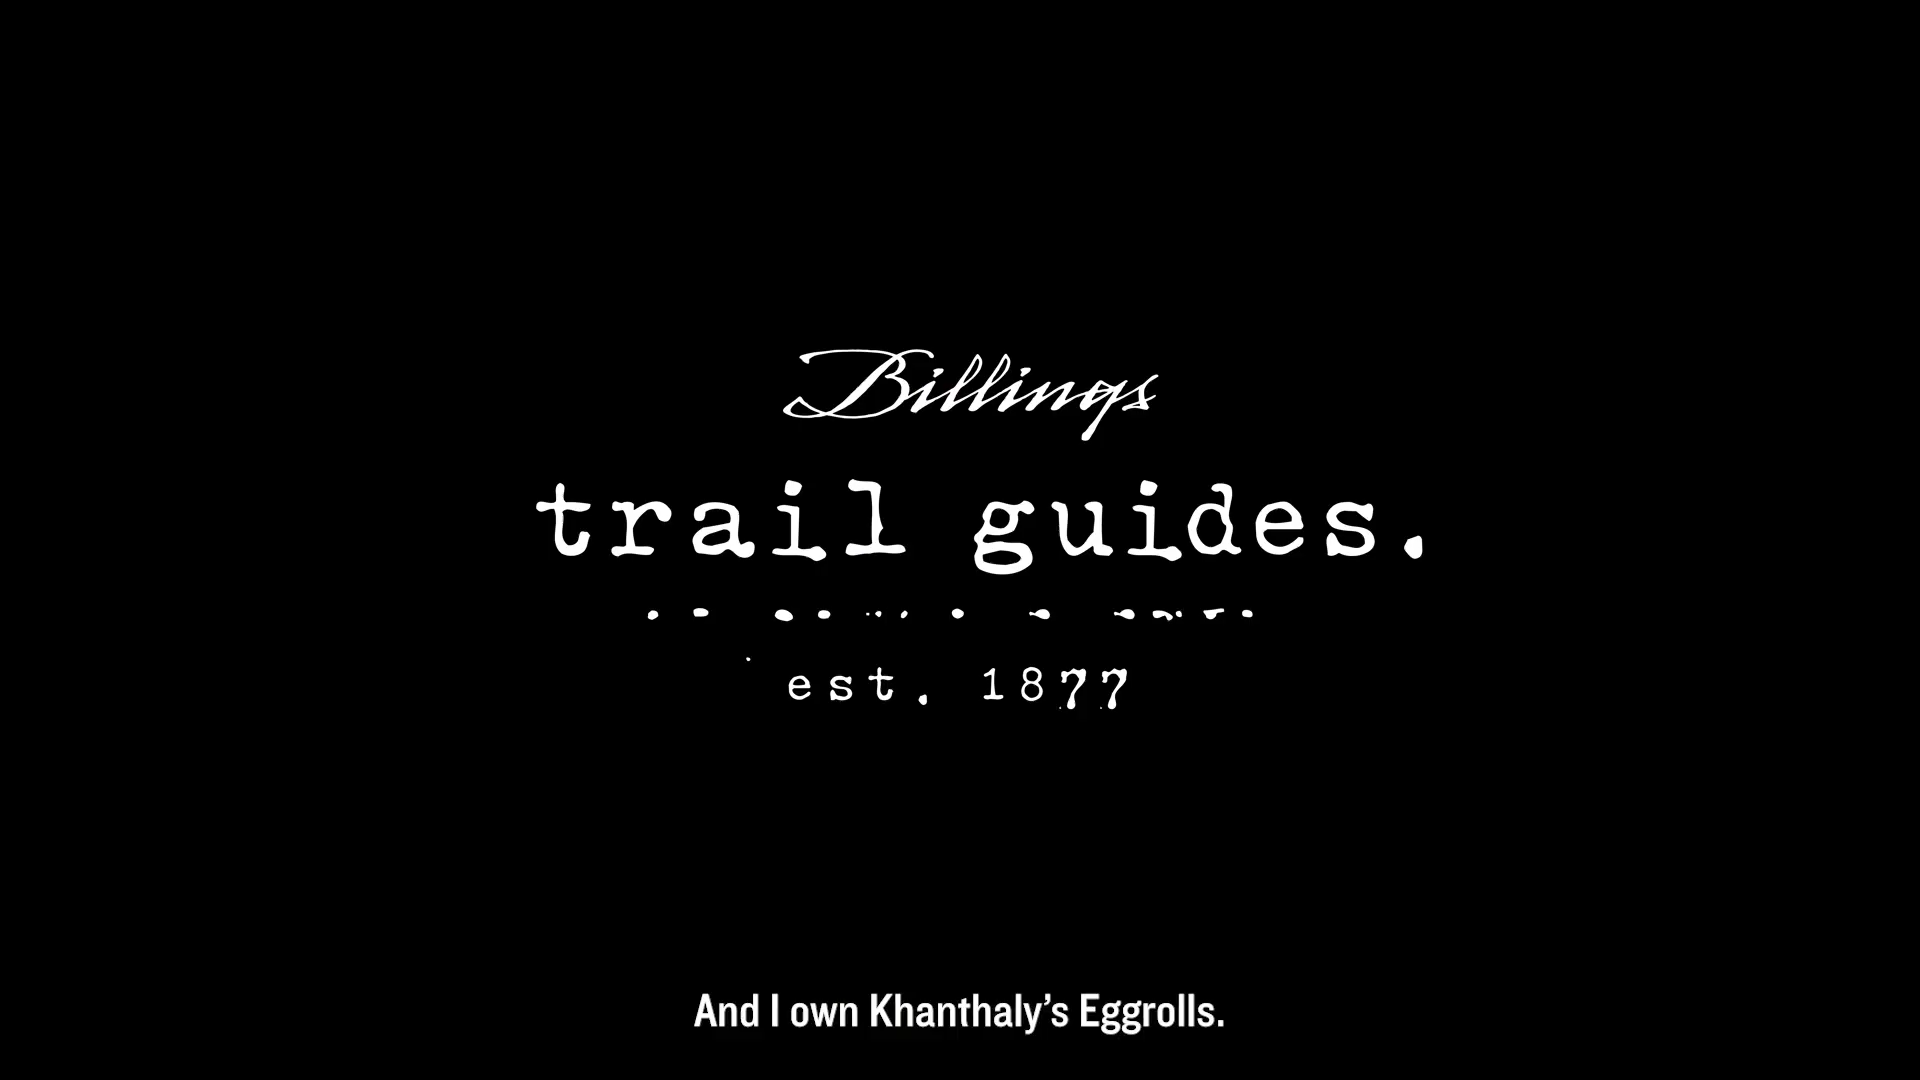 Billings
trail guides.
est. 1877
And I own Khanthaly's Eggrolls.